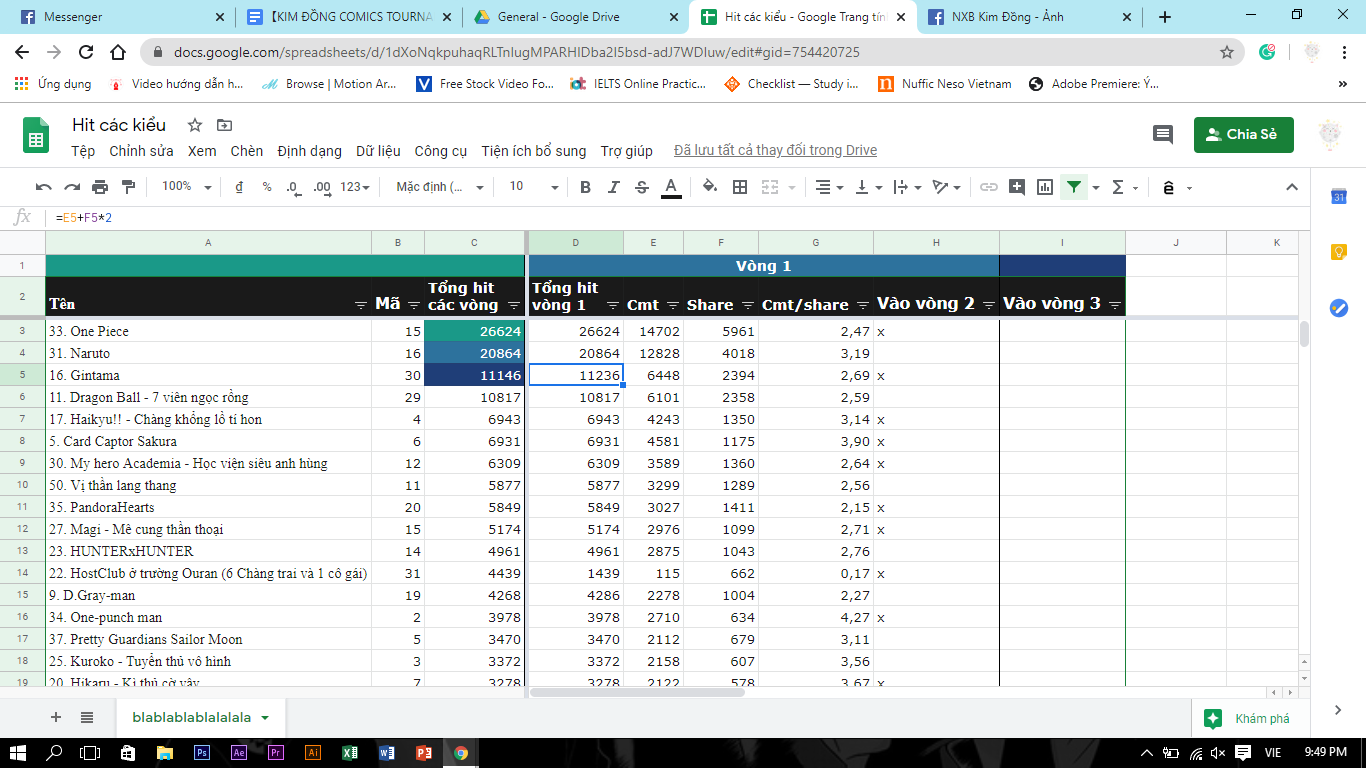 Messenger
【KIM ĐỒNG COMICS TOURNA
General - Google Drive
Hit các kiểu - Google Trang tính
NXB Kim Đồng - Ảnh
docs.google.com/spreadsheets/d/1dXoNqkpuhaqRLTnlugMPARHIDba2I5bsd-adJ7WDIuw/edit#gid=754420725
Ứng dụng Video hướng dẫn h... Browse | Motion Ar... Free Stock Video Fo... IELTS Online Practic... Checklist — Study i... Nuffic Neso Vietnam Adobe Premiere: Ý...
Hit các kiểu
Tệp Chỉnh sửa Xem Chèn Định dạng Dữ liệu Công cụ Tiện ích bổ sung Trợ giúp Đã lưu tất cả thay đổi trong Drive
Chia Sẻ
100% đ % .0 .00 123 Mặc định (... 10 B I S A Σ ê
fx =E5+F5*2
A B C D E F G H I J K
1 Vòng 1
2 Tên Mã Tổng hit các vòng Tổng hit vòng 1 Cmt Share Cmt/share Vào vòng 2 Vào vòng 3
3 33. One Piece 15 26624 26624 14702 5961 2,47 x
4 31. Naruto 16 20864 20864 12828 4018 3,19
5 16. Gintama 30 11146 11236 6448 2394 2,69 x
6 11. Dragon Ball - 7 viên ngọc rồng 29 10817 10817 6101 2358 2,59
7 17. Haikyu!! - Chàng khổng lồ tí hon 4 6943 6943 4243 1350 3,14 x
8 5. Card Captor Sakura 6 6931 6931 4581 1175 3,90 x
9 30. My hero Academia - Học viện siêu anh hùng 12 6309 6309 3589 1360 2,64 x
10 50. Vị thần lang thang 11 5877 5877 3299 1289 2,56
11 35. PandoraHearts 20 5849 5849 3027 1411 2,15 x
12 27. Magi - Mê cung thần thoại 15 5174 5174 2976 1099 2,71 x
13 23. HUNTERxHUNTER 14 4961 4961 2875 1043 2,76
14 22. HostClub ở trường Ouran (6 Chàng trai và 1 cô gái) 31 4439 1439 115 662 0,17 x
15 9. D.Gray-man 19 4268 4286 2278 1004 2,27
16 34. One-punch man 2 3978 3978 2710 634 4,27 x
17 37. Pretty Guardians Sailor Moon 5 3470 3470 2112 679 3,11
18 25. Kuroko - Tuyển thủ vô hình 3 3372 3372 2158 607 3,56
19 20. Hikaru - Kì thủ cờ vây 7 3278 3278 2122 578 3,67 x
blablablablalalala
Khám phá
VIE 9:49 PM